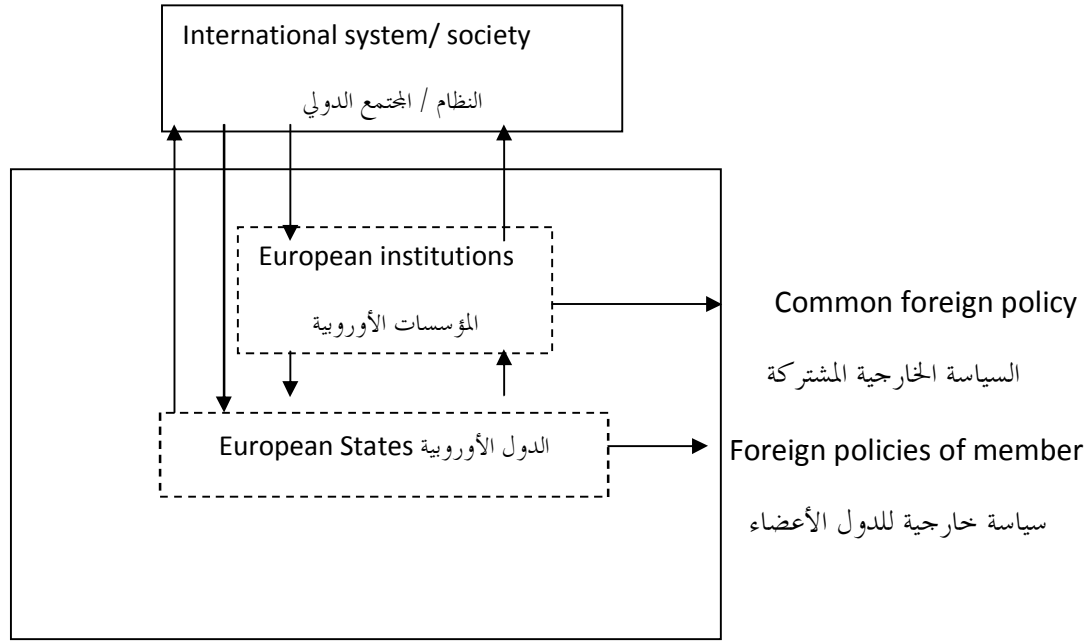 International system/ society
النظام / المجتمع الدولي
European institutions
المؤسسات الأوروبية
Common foreign policy
السياسة الخارجية المشتركة
European States الدول الأوروبية
Foreign policies of member
سياسة خارجية للدول الأعضاء